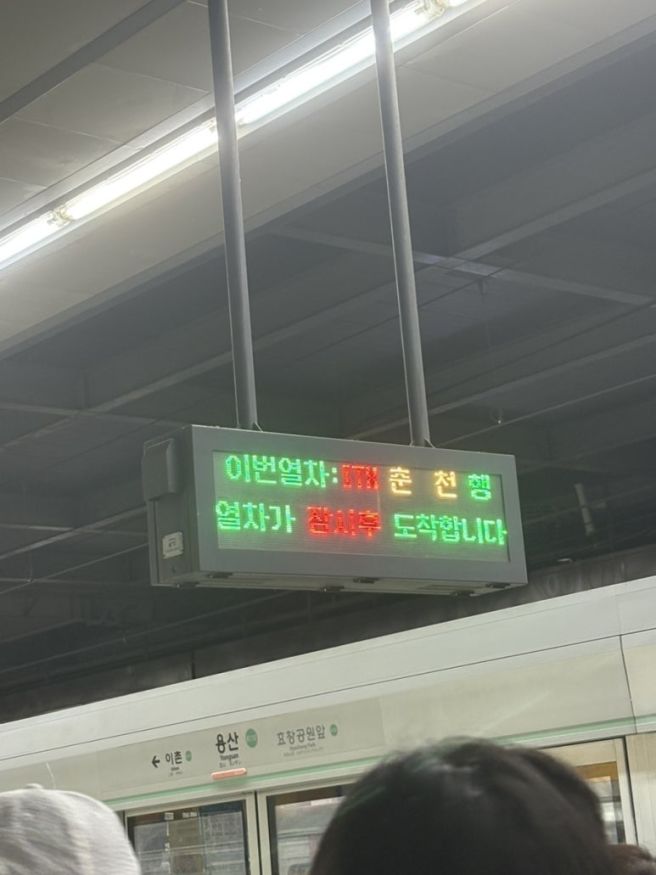 이번열차: ITX 춘 천 행
열차가 잠시후 도착합니다
← 이촌
용산
Yongsan
효창공원앞